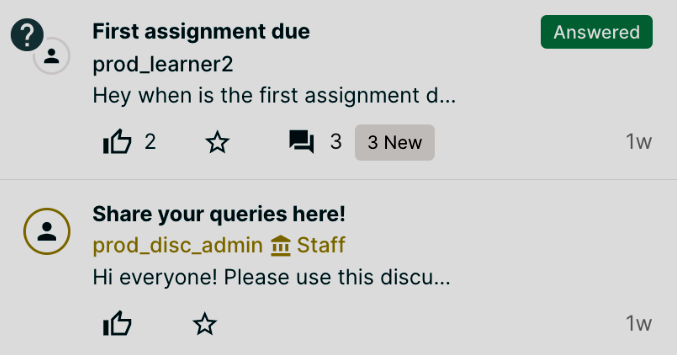 ?
First assignment due
Answered
prod_learner2
Hey when is the first assignment d...
2
3
3 New
1w
Share your queries here!
prod_disc_admin Staff
Hi everyone! Please use this discu...
1w